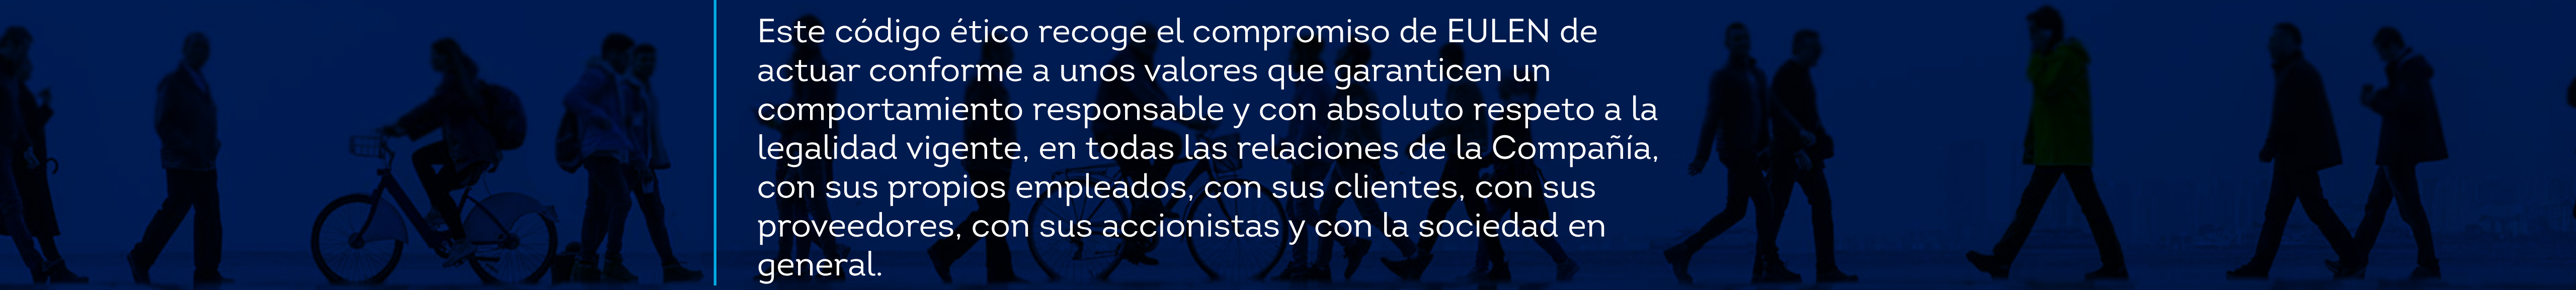 Este código ético recoge el compromiso de EULEN de
actuar conforme a unos valores que garanticen un
comportamiento responsable y con absoluto respeto a la
legalidad vigente, en todas las relaciones de la Compañía,
con sus propios empleados, con sus clientes, con sus
proveedores, con sus accionistas y con la sociedad en
general.